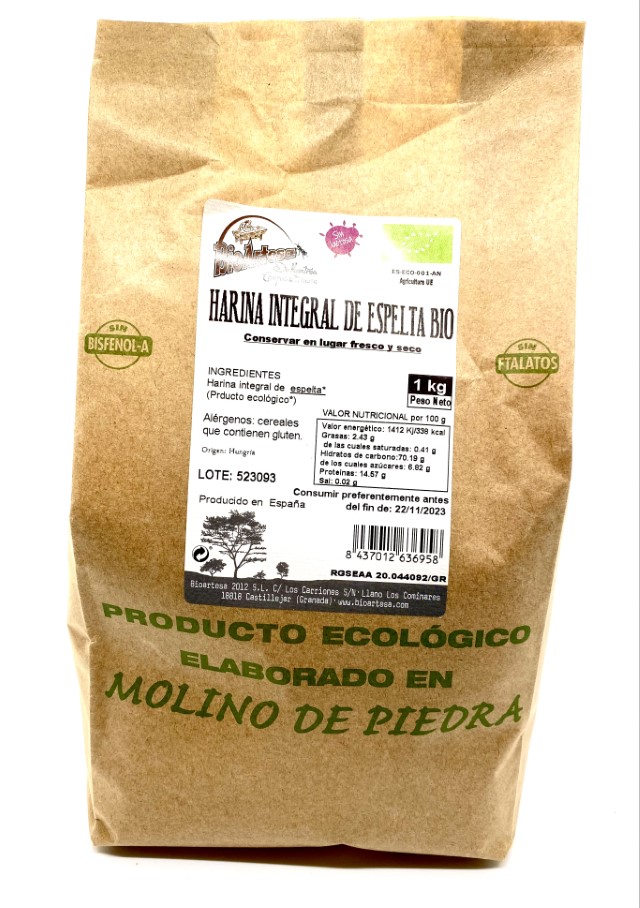 BioArtesa
Sin lactosa
ES-ECO-001-AN
Agricultura UE
HARINA INTEGRAL DE ESPELTA BIO
Conservar en lugar fresco y seco
SIN
BISFENOL-A
SIN
FTALATOS
INGREDIENTES
Harina integral de espelta*
(Prducto ecológico*)
Alérgenos: cereales
que contienen gluten.
Origen: Hungría
LOTE: 523093
Producido en España
1 kg
Peso Neto
VALOR NUTRICIONAL por 100 g
Valor energético: 1412 Kj/338 kcal
Grasas: 2.43 g
de las cuales saturadas: 0.41 g
Hidratos de carbono:70.19 g
de los cuales azúcares: 6.82 g
Proteínas: 14.57 g
Sal: 0.02 g
Consumir preferentemente antes
del fin de: 22/11/2023
8 437012 636958
RGSEAA 20.044092/GR
Bioartesa 2012 S.L. C/ Los Carriones S/N·Llano Los Cominares
18818 Castillejar (Granada)·www.bioartesa.com
PRODUCTO ECOLÓGICO
ELABORADO EN
MOLINO DE PIEDRA